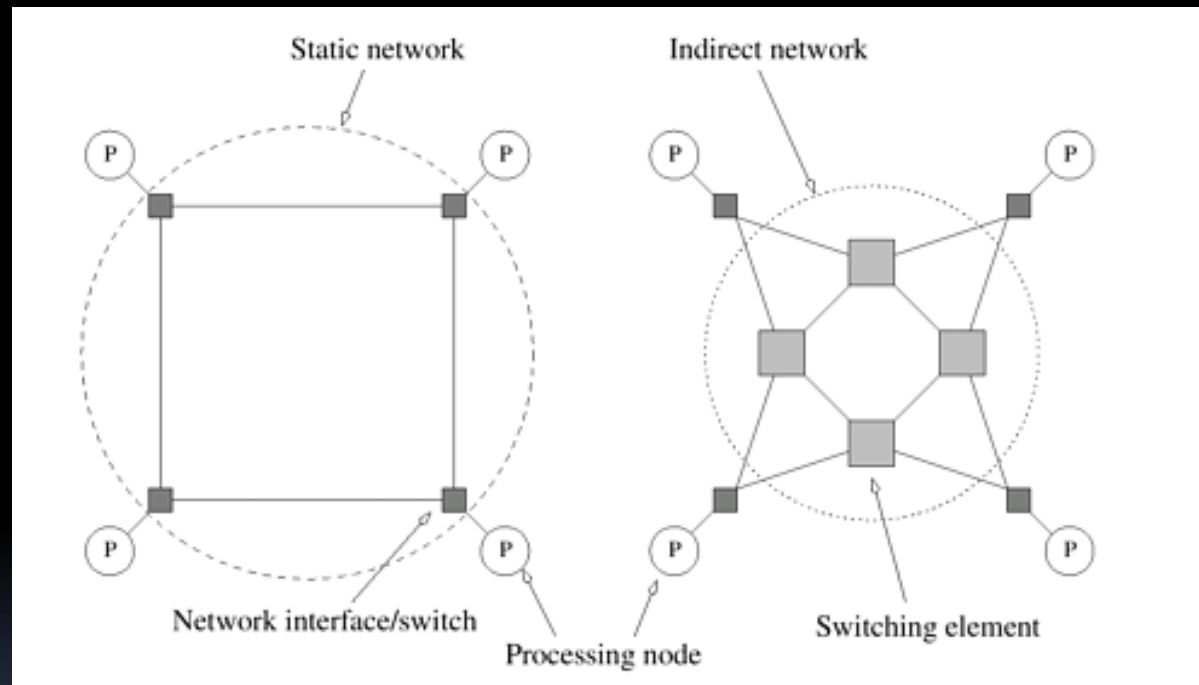 Static network
Indirect network
P
P
P
P
P
P
P
P
Network interface/switch
Switching element
Processing node